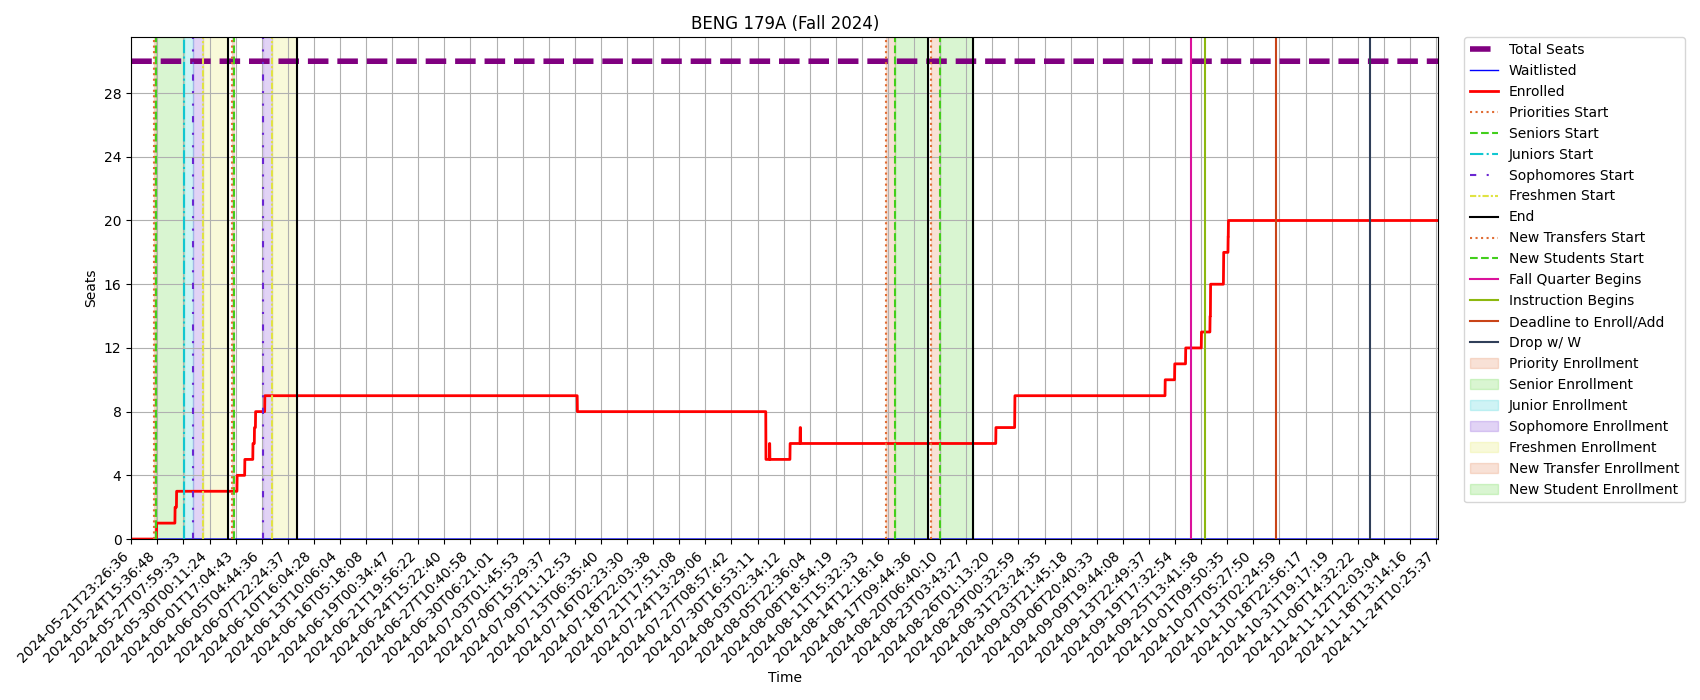 BENG 179A (Fall 2024)
Seats
28
24
20
16
12
8
4
0
2024-05-21T23:26:36
2024-05-24T15:36:48
2024-05-27T07:59:33
2024-05-30T00:11:24
2024-06-01T17:04:43
2024-06-05T04:44:36
2024-06-07T22:24:37
2024-06-10T16:04:28
2024-06-13T10:06:04
2024-06-16T05:18:08
2024-06-19T00:34:47
2024-06-21T19:56:22
2024-06-24T15:22:40
2024-06-27T10:40:58
2024-06-30T06:21:01
2024-07-03T01:45:53
2024-07-06T15:29:37
2024-07-09T11:12:53
2024-07-13T06:35:40
2024-07-16T02:23:30
2024-07-18T22:03:38
2024-07-21T17:51:08
2024-07-24T13:29:06
2024-07-27T08:57:42
2024-07-30T16:53:11
2024-08-03T02:34:12
2024-08-05T22:36:04
2024-08-08T18:54:19
2024-08-11T15:32:33
2024-08-14T12:18:16
2024-08-17T09:44:36
2024-08-20T06:40:10
2024-08-23T03:43:27
2024-08-26T01:13:20
2024-08-29T00:32:59
2024-08-31T23:24:35
2024-09-03T21:45:18
2024-09-06T20:40:33
2024-09-09T19:44:08
2024-09-13T22:49:37
2024-09-19T17:32:54
2024-09-25T13:41:58
2024-10-01T09:50:35
2024-10-07T05:27:50
2024-10-13T02:24:59
2024-10-18T22:56:17
2024-10-31T19:17:19
2024-11-06T14:32:22
2024-11-12T12:03:04
2024-11-18T13:14:16
2024-11-24T10:25:37
Time
Total Seats
Waitlisted
Enrolled
Priorities Start
Seniors Start
Juniors Start
Sophomores Start
Freshmen Start
End
New Transfers Start
New Students Start
Fall Quarter Begins
Instruction Begins
Deadline to Enroll/Add
Drop w/ W
Priority Enrollment
Senior Enrollment
Junior Enrollment
Sophomore Enrollment
Freshmen Enrollment
New Transfer Enrollment
New Student Enrollment